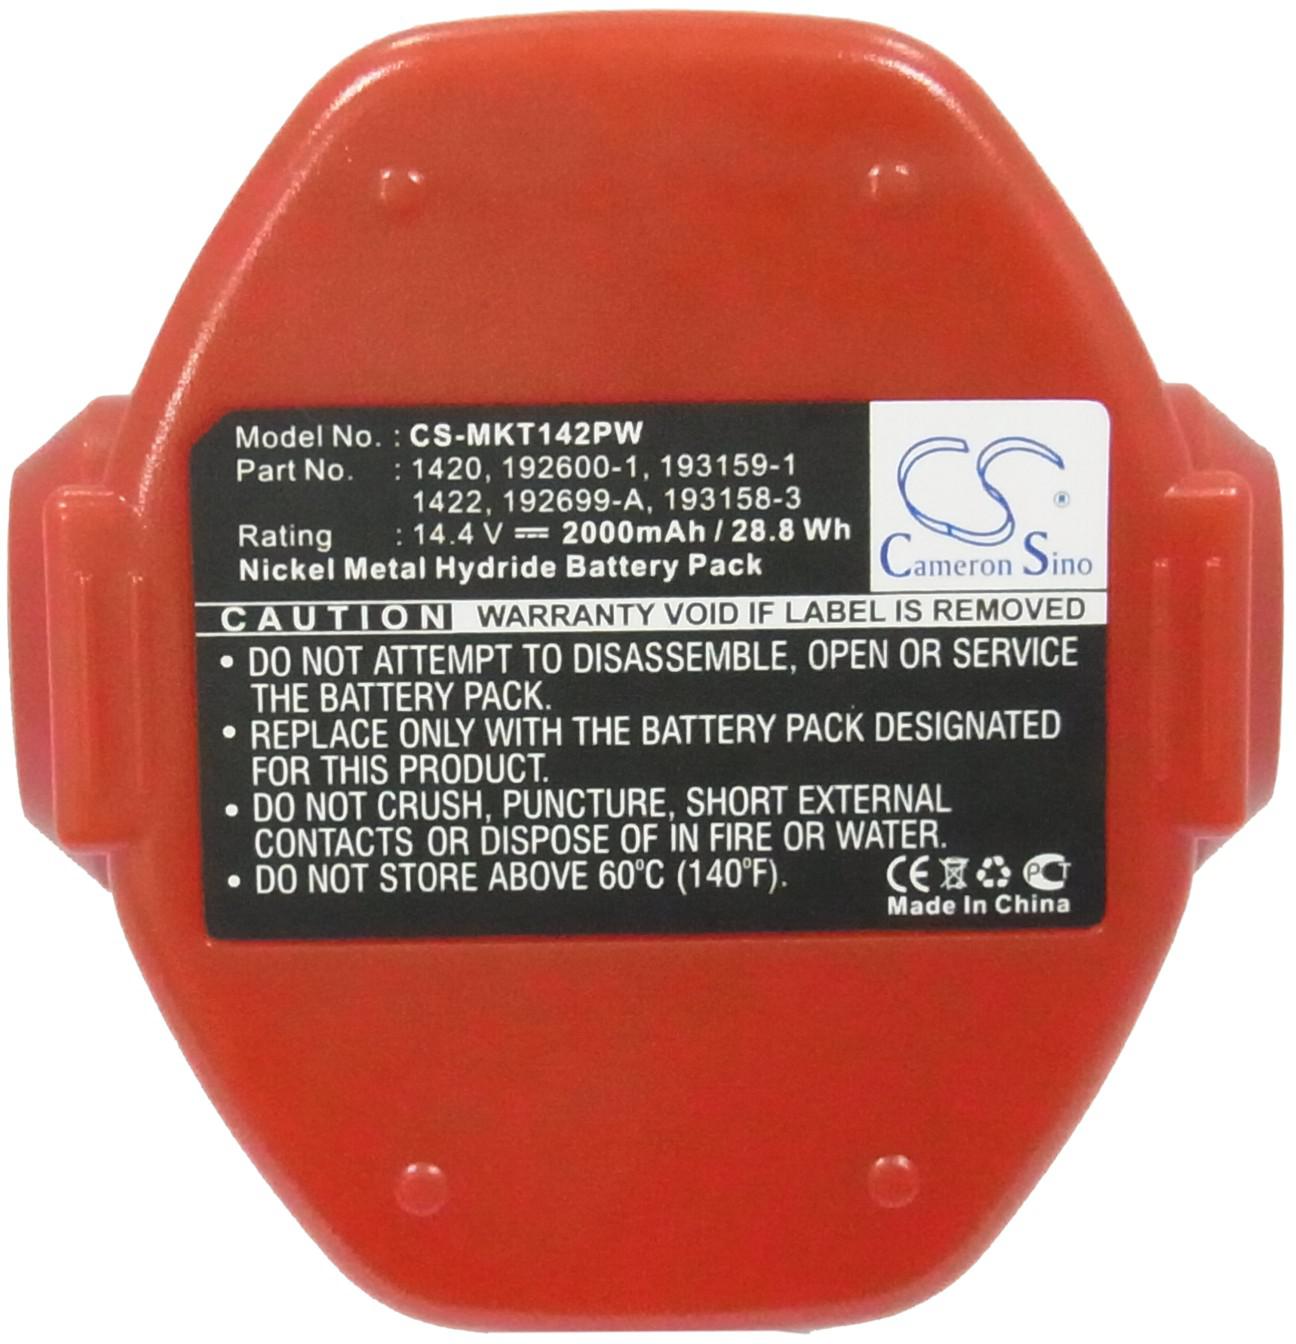 Model No. : CS-MKT142PW
Part No. : 1420, 192600-1, 193159-1
1422, 192699-A, 193158-3
Rating : 14.4 V ⎓ 2000mAh / 28.8 Wh
Nickel Metal Hydride Battery Pack
CS ®
Cameron Sino
CAUTION WARRANTY VOID IF LABEL IS REMOVED
• DO NOT ATTEMPT TO DISASSEMBLE, OPEN OR SERVICE
THE BATTERY PACK.
• REPLACE ONLY WITH THE BATTERY PACK DESIGNATED
FOR THIS PRODUCT.
• DO NOT CRUSH, PUNCTURE, SHORT EXTERNAL
CONTACTS OR DISPOSE OF IN FIRE OR WATER.
• DO NOT STORE ABOVE 60°C (140°F).
CE PCT
Made In China